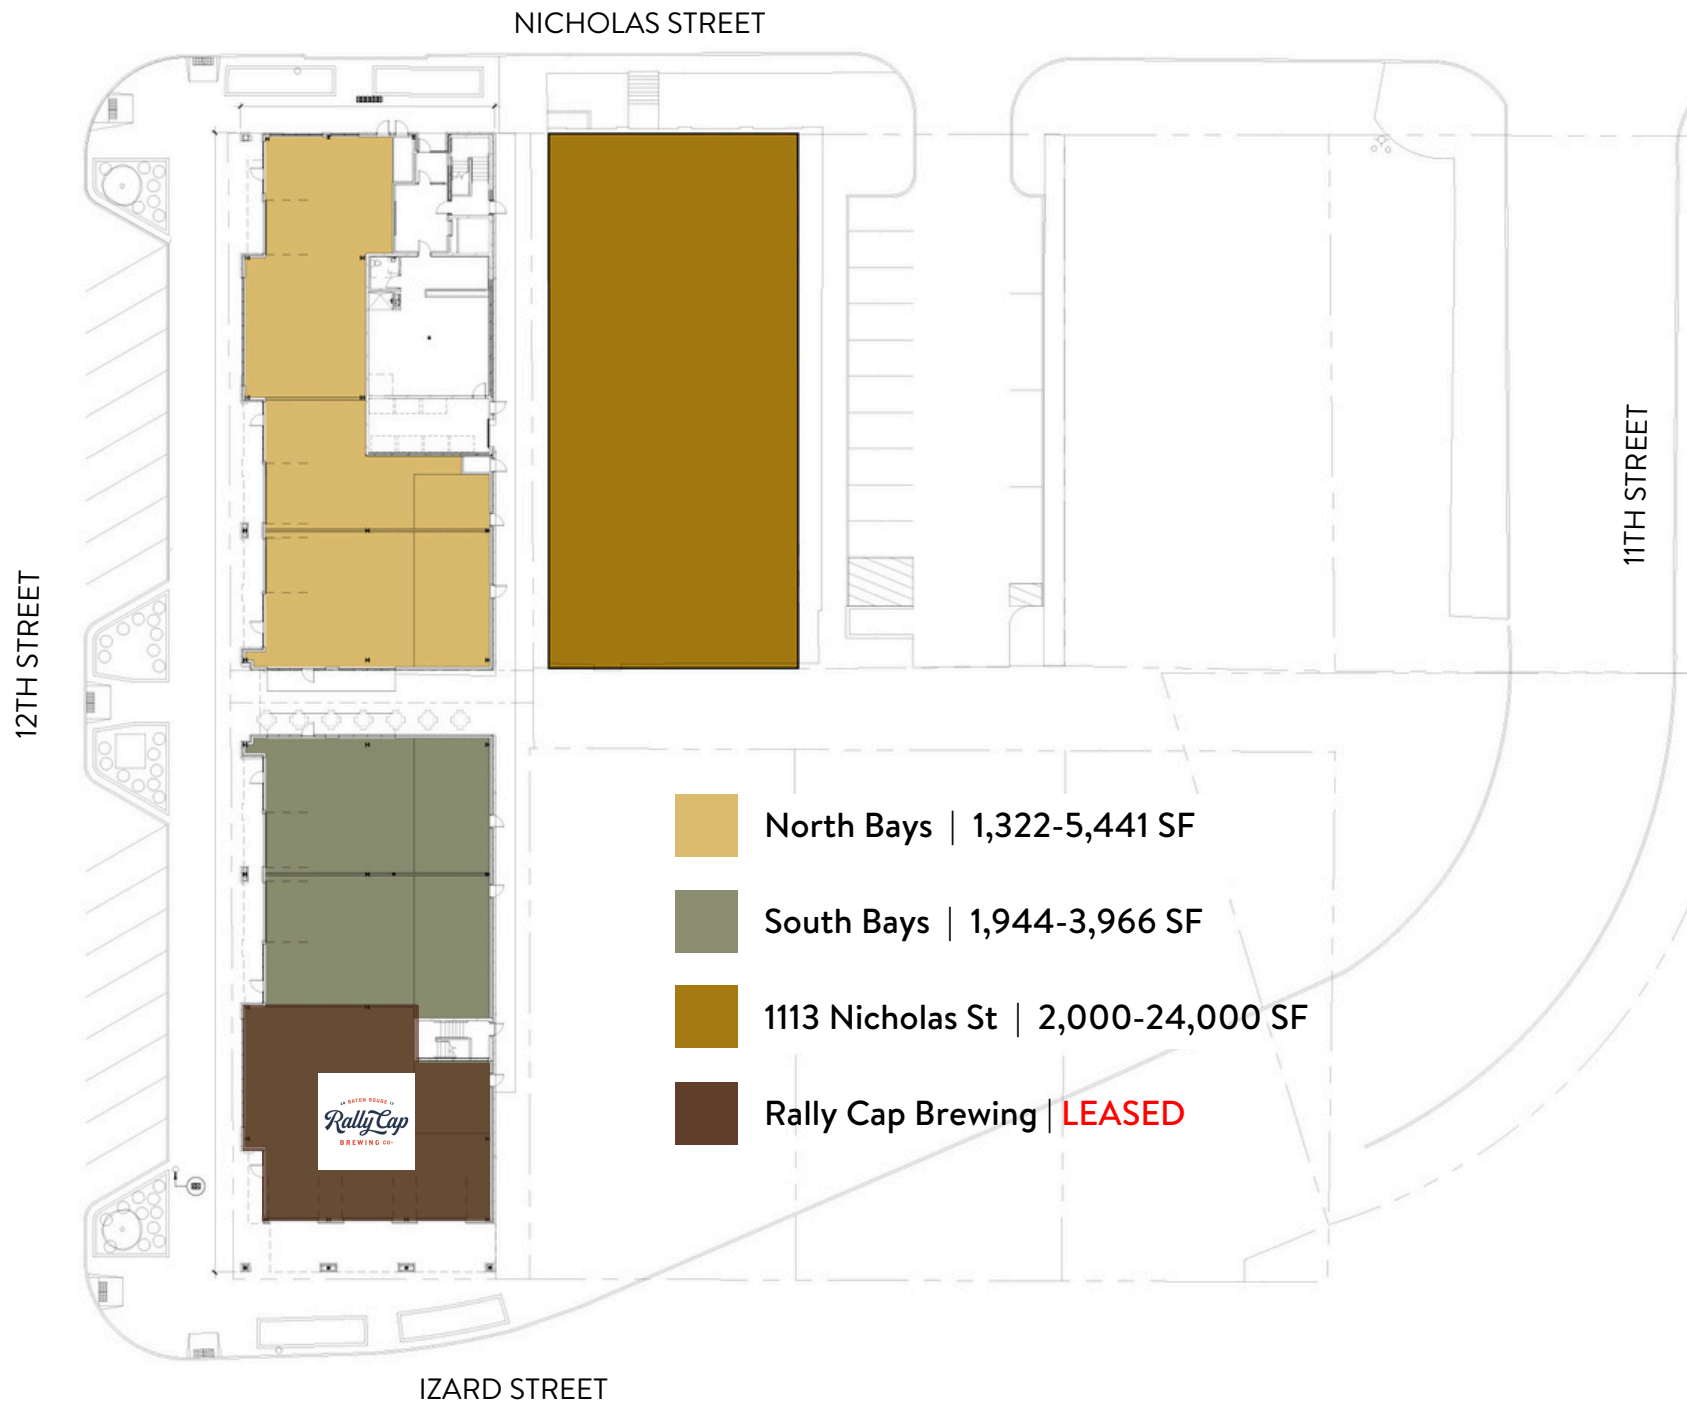 NICHOLAS STREET
12TH STREET
11TH STREET
North Bays | 1,322-5,441 SF
South Bays | 1,944-3,966 SF
1113 Nicholas St | 2,000-24,000 SF
Rally Cap Brewing | LEASED
BATON ROUGE
Rally Cap
BREWING CO
IZARD STREET